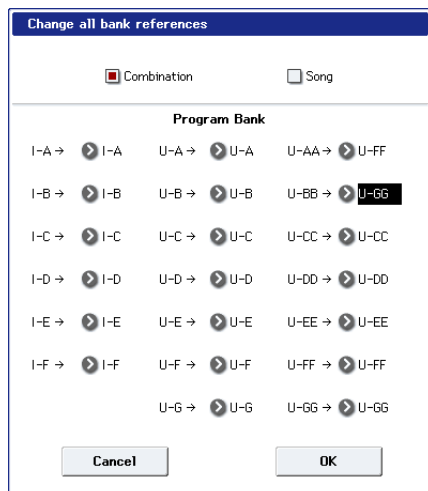 Change all bank references
Combination Song
Program Bank
I-A → I-A U-A → U-A U-AA → U-FF
I-B → I-B U-B → U-B U-BB → U-GG
I-C → I-C U-C → U-C U-CC → U-CC
I-D → I-D U-D → U-D U-DD → U-DD
I-E → I-E U-E → U-E U-EE → U-EE
I-F → I-F U-F → U-F U-FF → U-FF
U-G → U-G U-GG → U-GG
Cancel OK